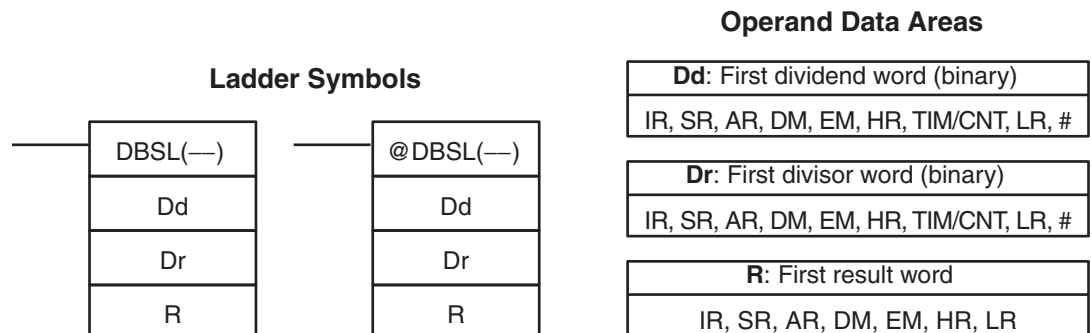 Ladder Symbols
DBSL(––)
Dd
Dr
R
@DBSL(––)
Dd
Dr
R
Operand Data Areas
Dd: First dividend word (binary)
IR, SR, AR, DM, EM, HR, TIM/CNT, LR, #
Dr: First divisor word (binary)
IR, SR, AR, DM, EM, HR, TIM/CNT, LR, #
R: First result word
IR, SR, AR, DM, EM, HR, LR